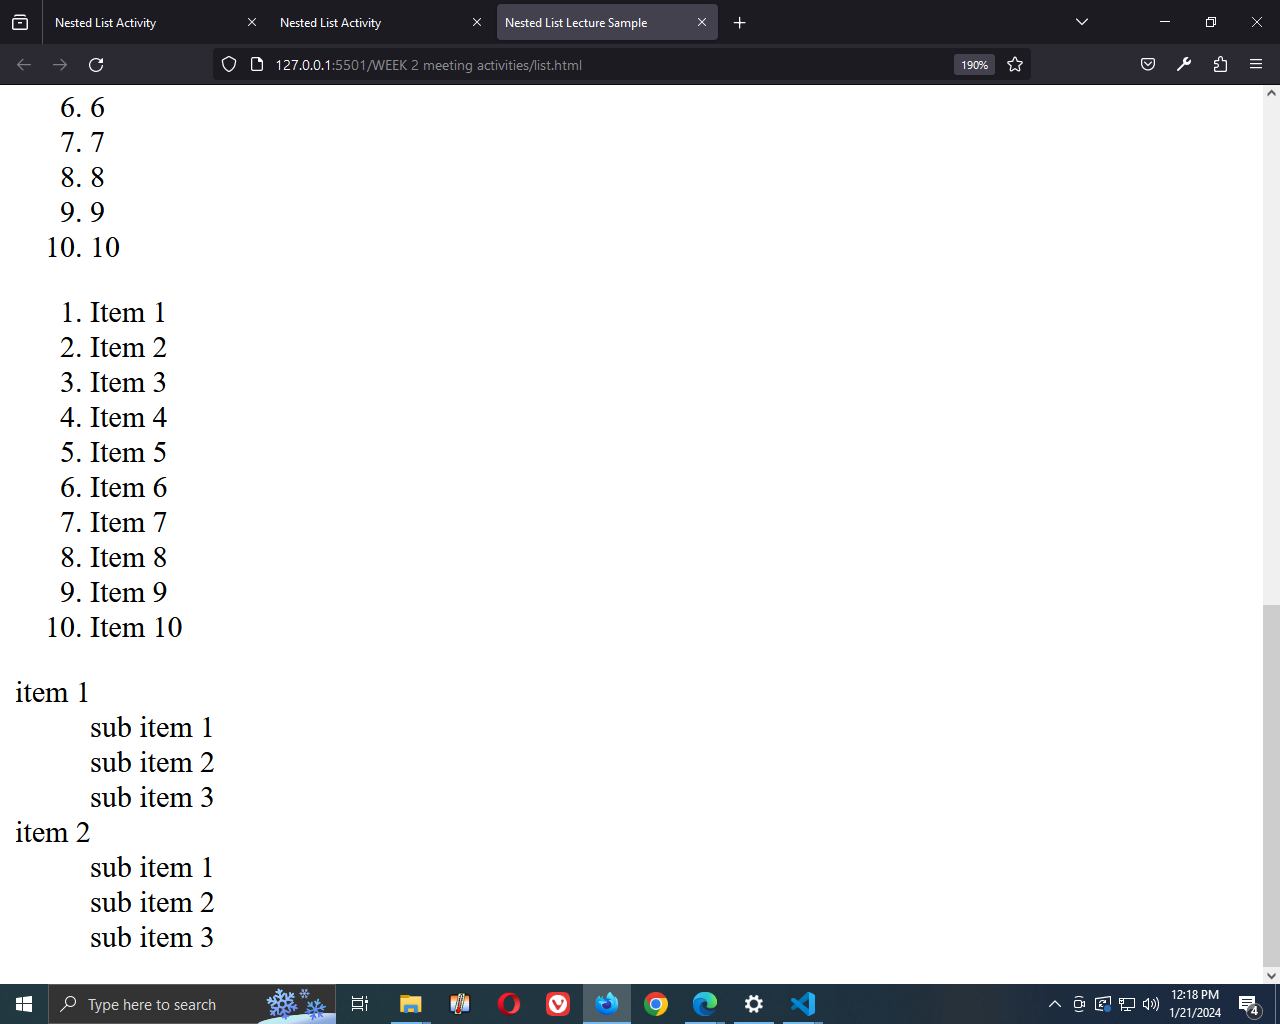 Nested List Activity
Nested List Activity
Nested List Lecture Sample
127.0.0.1:5501/WEEK 2 meeting activities/list.html
190%
6. 6
7. 7
8. 8
9. 9
10. 10
1. Item 1
2. Item 2
3. Item 3
4. Item 4
5. Item 5
6. Item 6
7. Item 7
8. Item 8
9. Item 9
10. Item 10
item 1
sub item 1
sub item 2
sub item 3
item 2
sub item 1
sub item 2
sub item 3
Type here to search
12:18 PM
1/21/2024
4